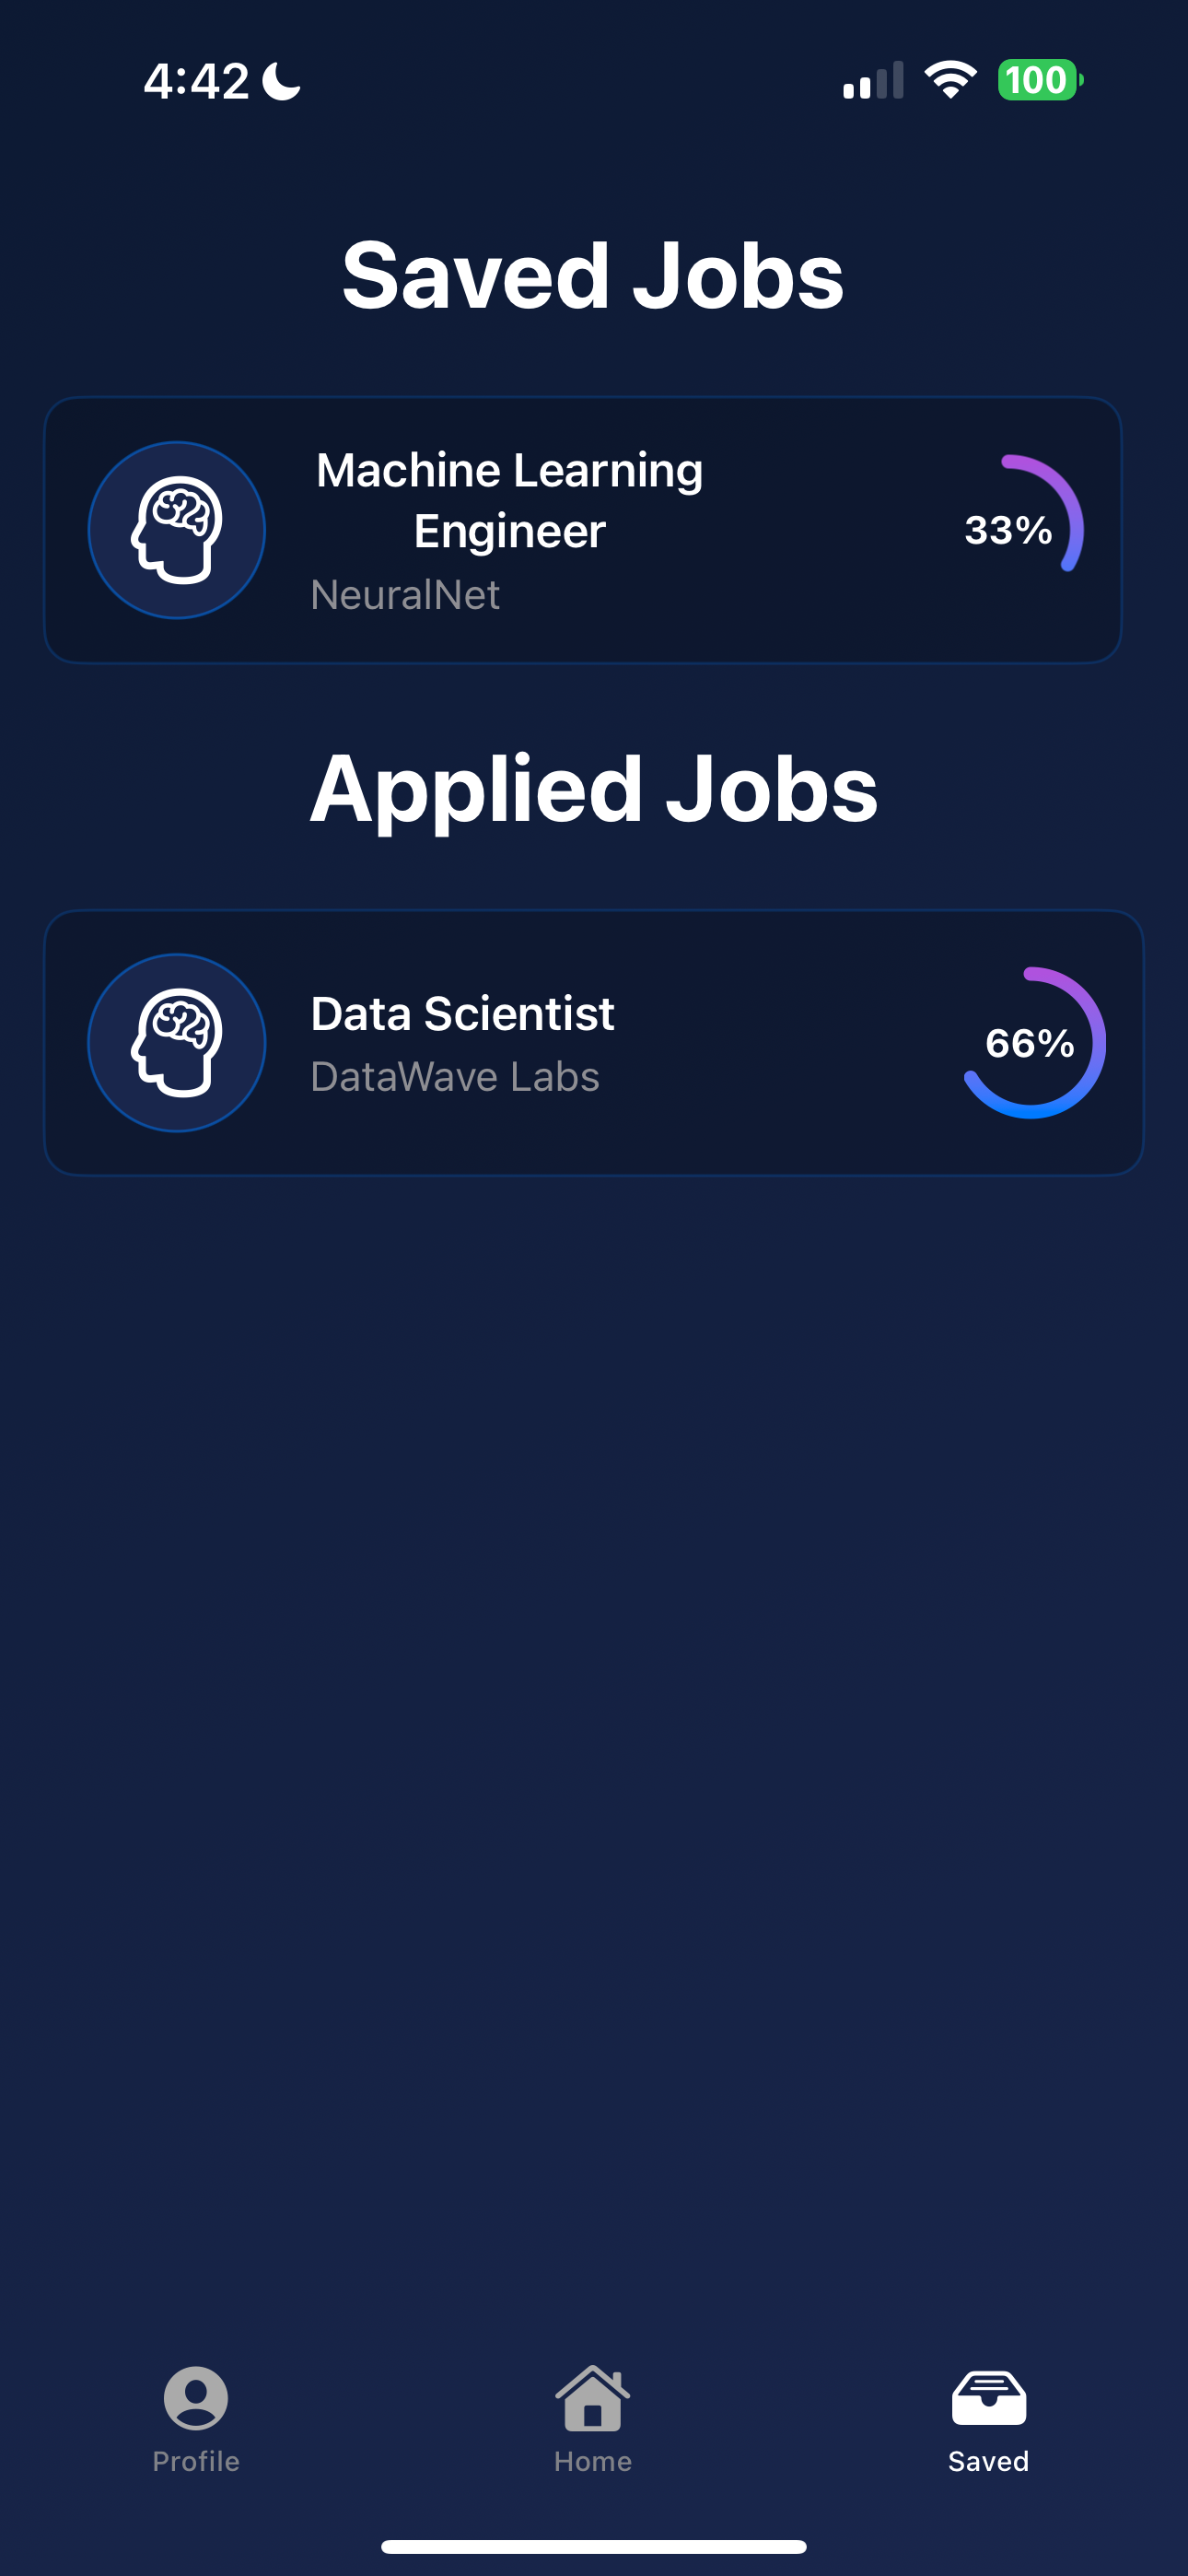 4:42
100
Saved Jobs
Machine Learning
Engineer
NeuralNet
33%
Applied Jobs
Data Scientist
DataWave Labs
66%
Profile
Home
Saved